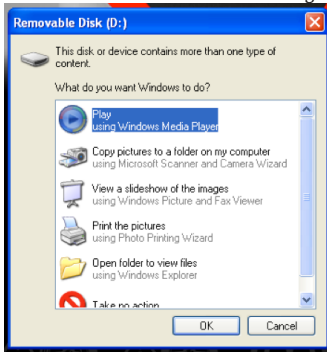 Removable Disk (D:)
This disk or device contains more than one type of
content.
What do you want Windows to do?
Play
using Windows Media Player
Copy pictures to a folder on my computer
using Microsoft Scanner and Camera Wizard
View a slideshow of the images
using Windows Picture and Fax Viewer
Print the pictures
using Photo Printing Wizard
Open folder to view files
using Windows Explorer
Take no action
OK Cancel